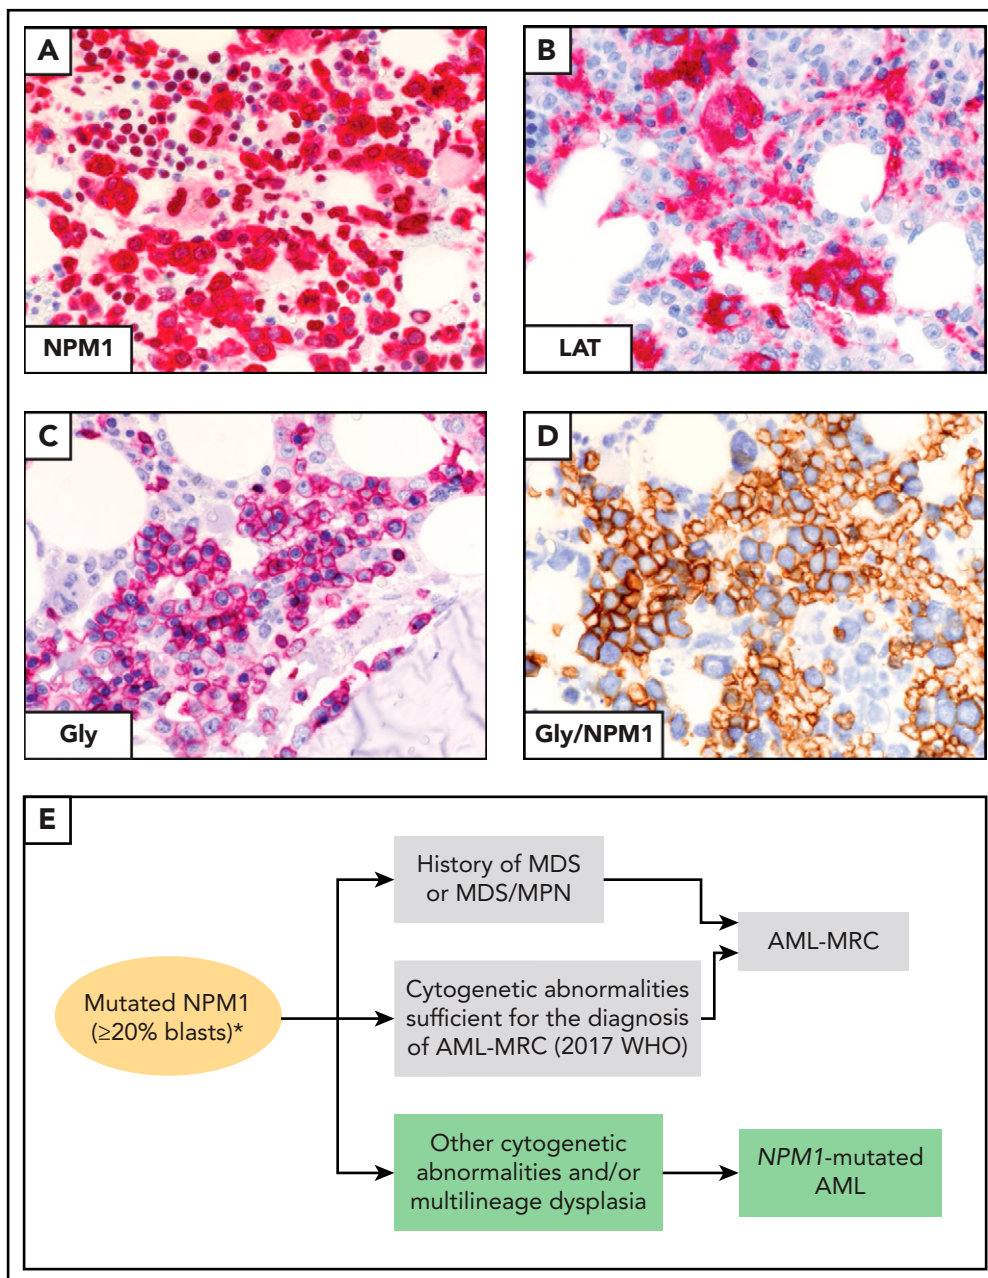 A
NPM1
B
LAT
C
Gly
D
Gly/NPM1
E
Mutated NPM1
(≥20% blasts)*
History of MDS
or MDS/MPN
Cytogenetic abnormalities
sufficient for the diagnosis
of AML-MRC (2017 WHO)
AML-MRC
Other cytogenetic
abnormalities and/or
multilineage dysplasia
NPM1-mutated
AML